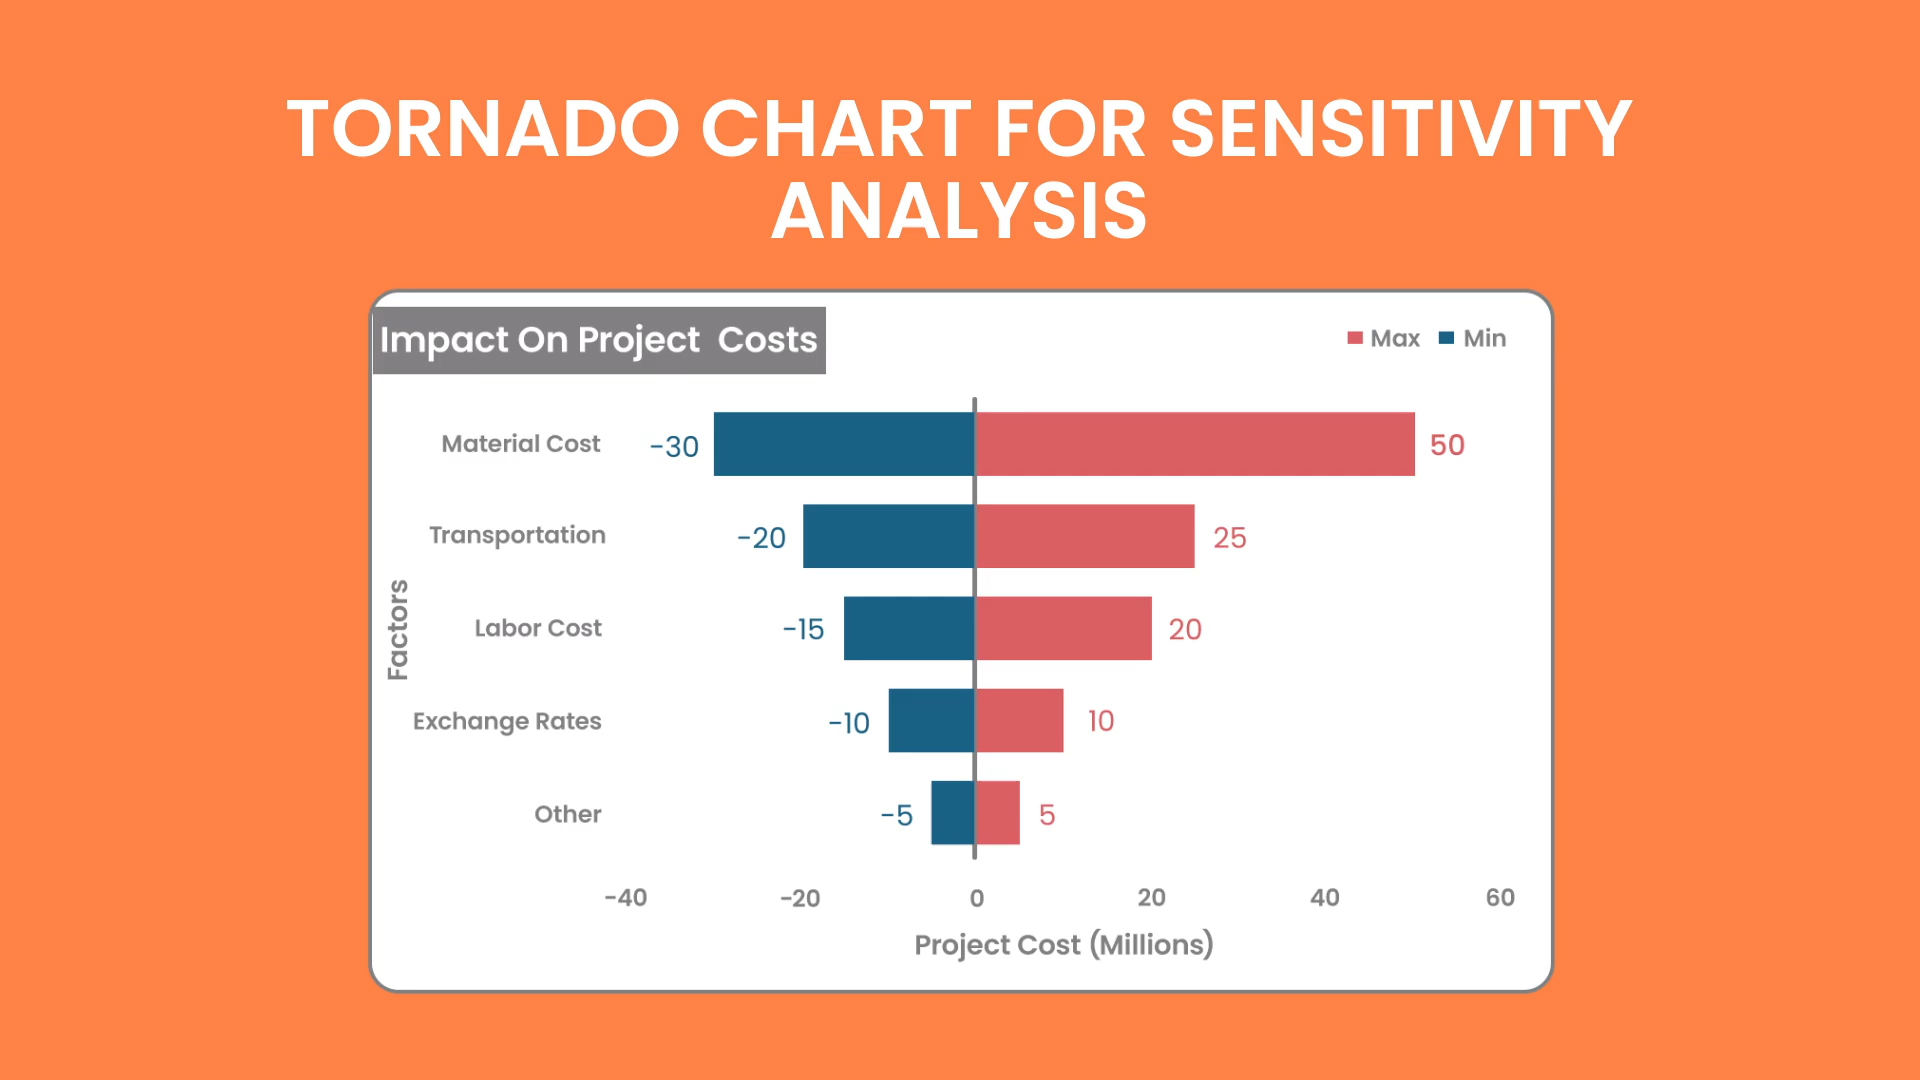 TORNADO CHART FOR SENSITIVITY
ANALYSIS
Impact On Project Costs
Max Min
Material Cost -30 50
Transportation -20 25
Labor Cost -15 20
Exchange Rates -10 10
Other -5 5
Factors
-40 -20 0 20 40 60
Project Cost (Millions)